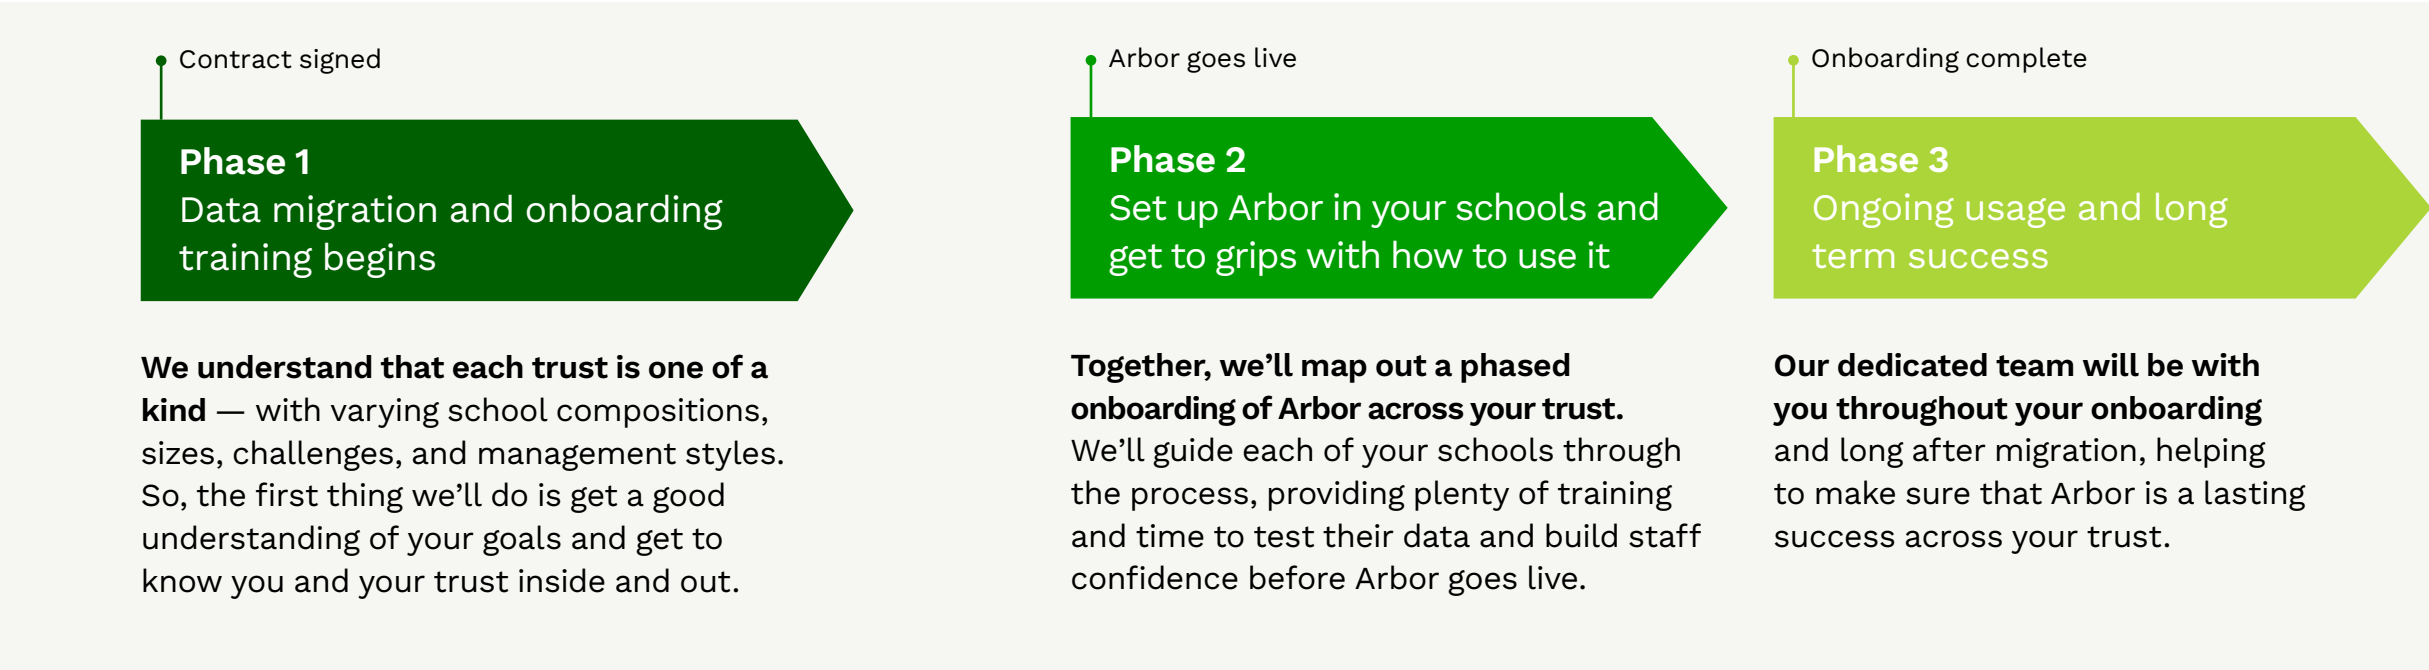 Contract signed
Phase 1
Data migration and onboarding
training begins
We understand that each trust is one of a
kind — with varying school compositions,
sizes, challenges, and management styles.
So, the first thing we’ll do is get a good
understanding of your goals and get to
know you and your trust inside and out.
Arbor goes live
Phase 2
Set up Arbor in your schools and
get to grips with how to use it
Together, we’ll map out a phased
onboarding of Arbor across your trust.
We’ll guide each of your schools through
the process, providing plenty of training
and time to test their data and build staff
confidence before Arbor goes live.
Onboarding complete
Phase 3
Ongoing usage and long
term success
Our dedicated team will be with
you throughout your onboarding
and long after migration, helping
to make sure that Arbor is a lasting
success across your trust.